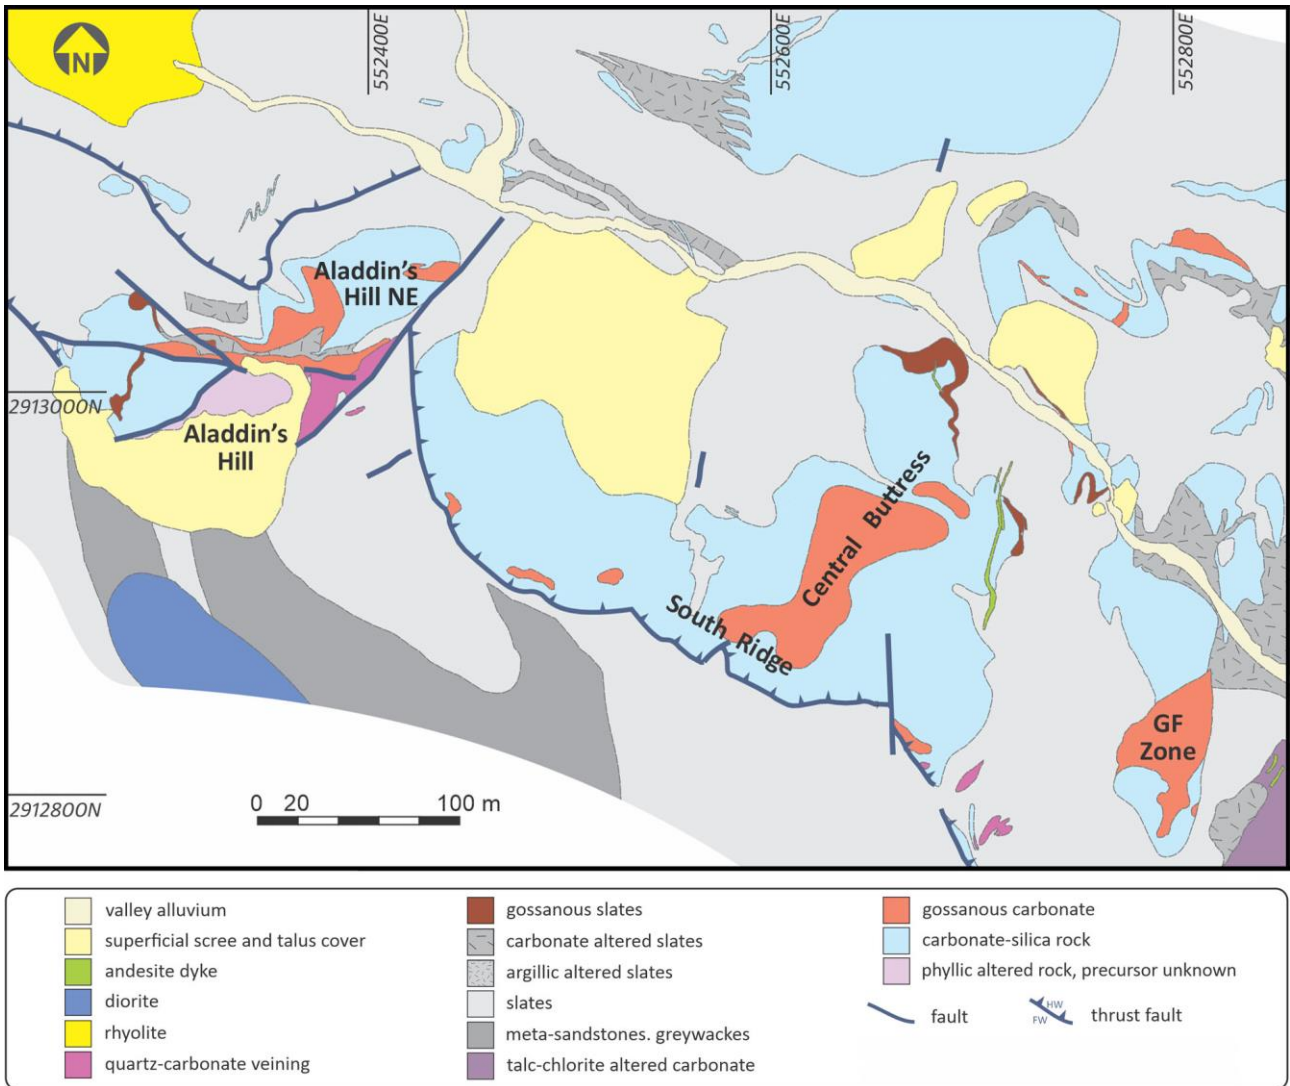 N
552400E
552600E
552800E
Aladdin's
Hill NE
2913000N
Aladdin's
Hill
Central Buttress
South Ridge
GF
Zone
2912800N
0 20 100 m
valley alluvium
superficial scree and talus cover
andesite dyke
diorite
rhyolite
quartz-carbonate veining
gossanous slates
carbonate altered slates
argillic altered slates
slates
meta-sandstones. greywackes
talc-chlorite altered carbonate
gossanous carbonate
carbonate-silica rock
phyllic altered rock, precursor unknown
fault
HW
FW
thrust fault